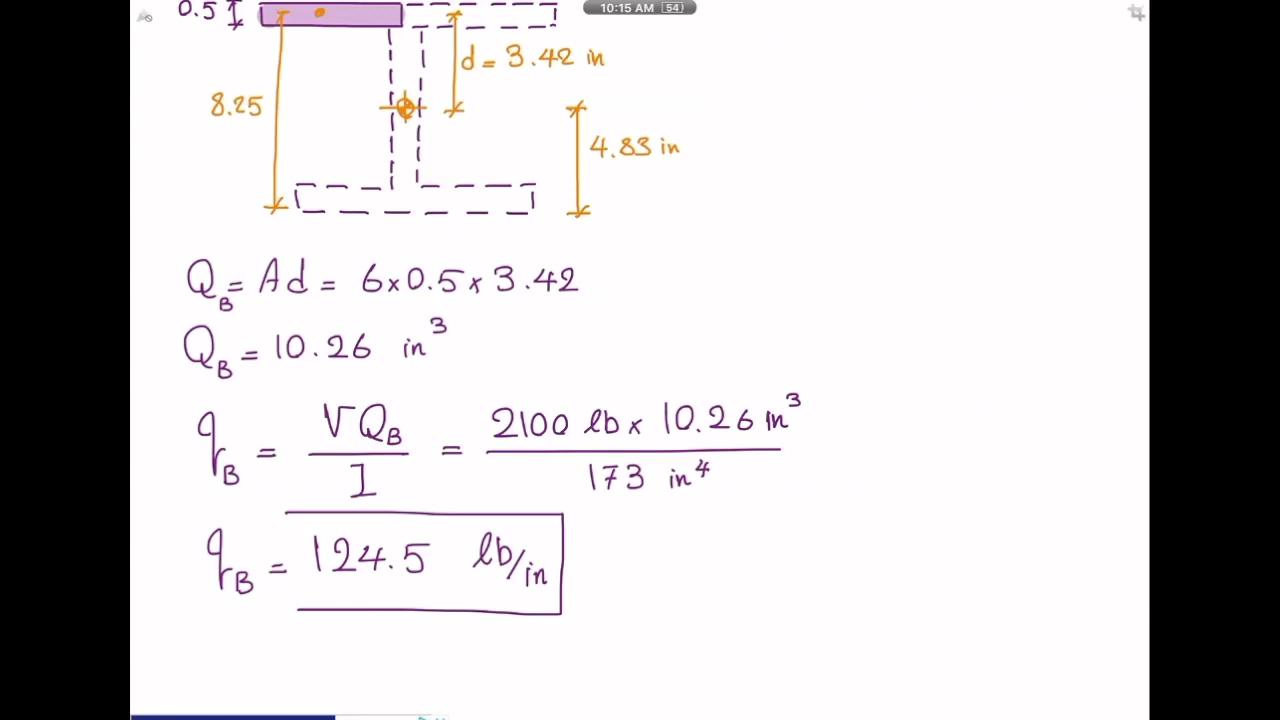 10:15 AM 54
0.5
d = 3.42 in
8.25
4.83 in
Q_B = Ad = 6 x 0.5 x 3.42
Q_B = 10.26 in³
q_B = VQ_B / I = 2100 lb x 10.26 in³ / 173 in⁴
q_B = 124.5 lb/in